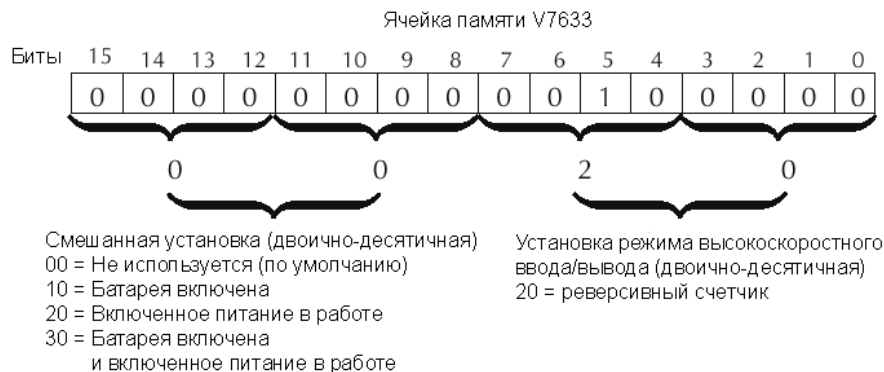 Ячейка памяти V7633
Биты 15 14 13 12 11 10 9 8 7 6 5 4 3 2 1 0
0 0 0 0 0 0 0 0 0 0 1 0 0 0 0 0
0 0 2 0
Смешанная установка (двоично-десятичная)
00 = Не используется (по умолчанию)
10 = Батарея включена
20 = Включенное питание в работе
30 = Батарея включена
и включенное питание в работе
Установка режима высокоскоростного
ввода/вывода (двоично-десятичная)
20 = реверсивный счетчик